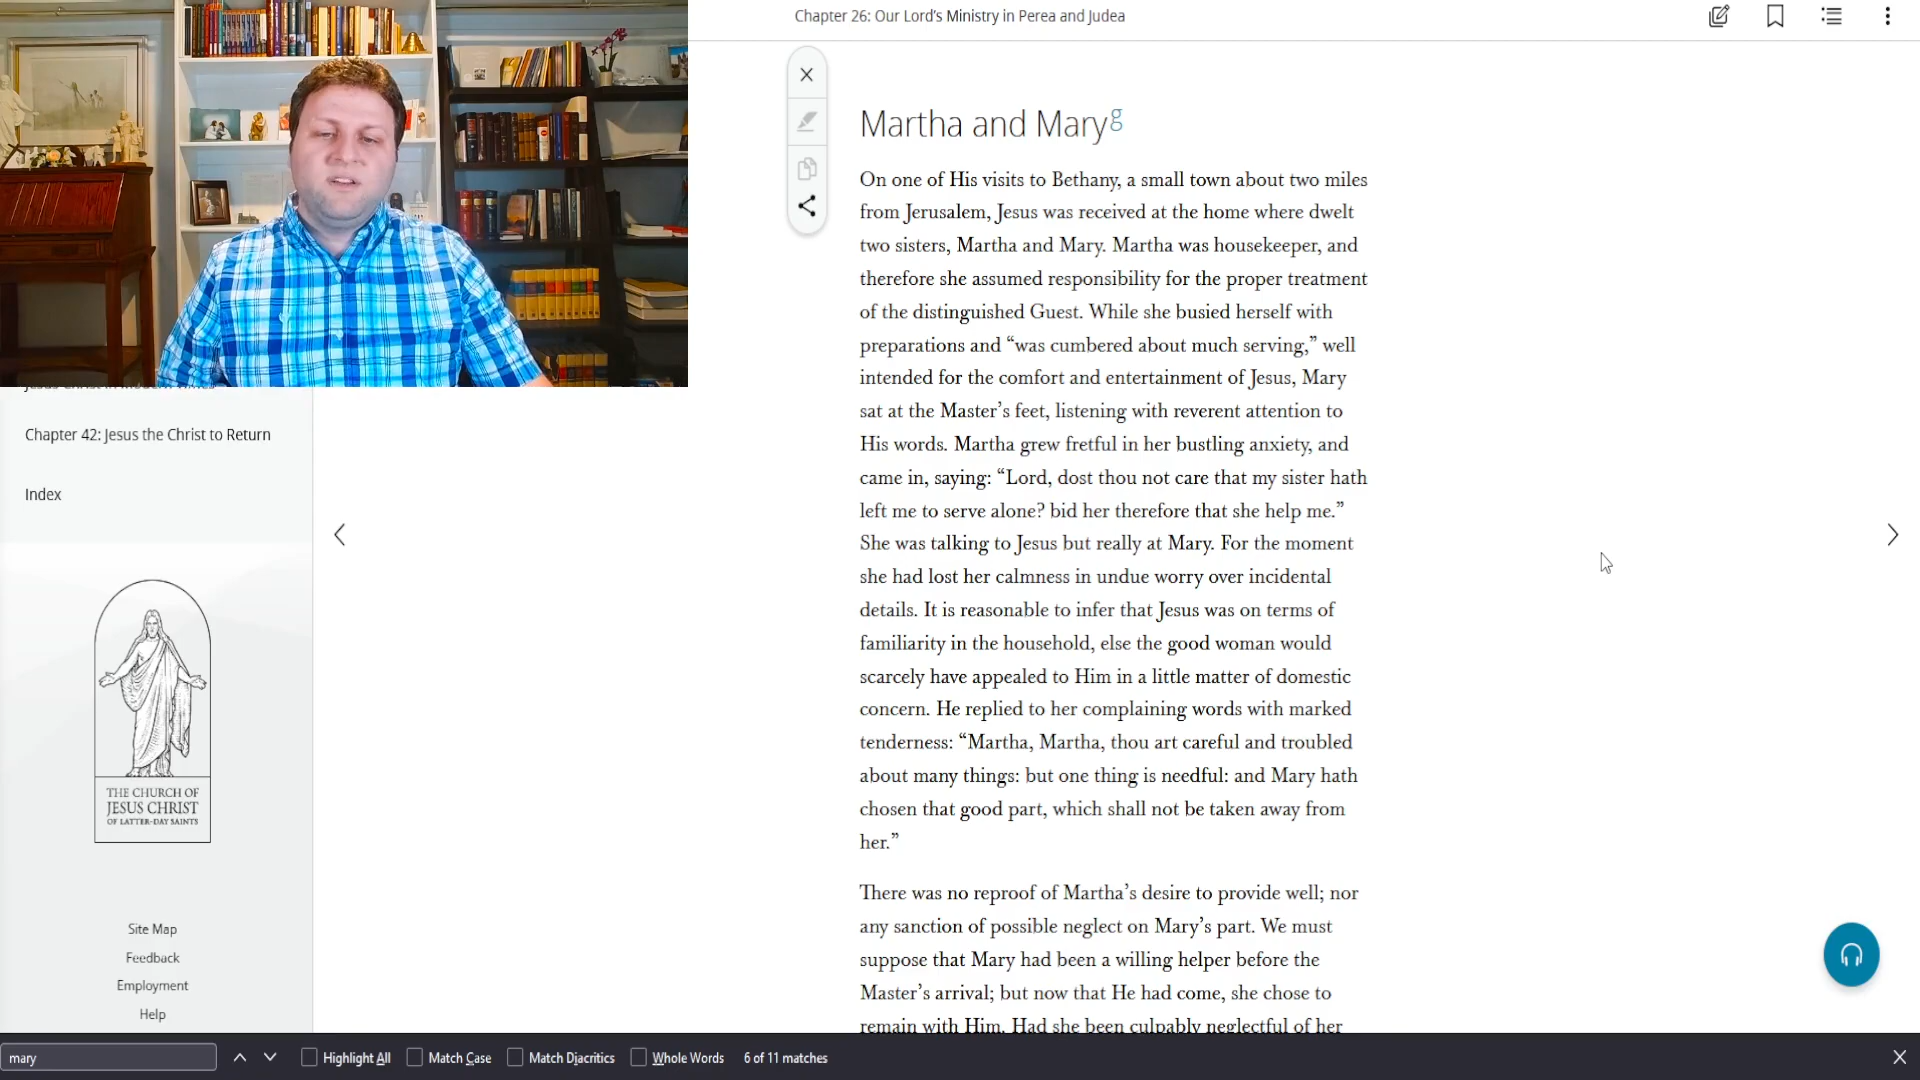 Chapter 26: Our Lord’s Ministry in Perea and Judea
Martha and Maryg
On one of His visits to Bethany, a small town about two miles
from Jerusalem, Jesus was received at the home where dwelt
two sisters, Martha and Mary. Martha was housekeeper, and
therefore she assumed responsibility for the proper treatment
of the distinguished Guest. While she busied herself with
preparations and “was cumbered about much serving,” well
intended for the comfort and entertainment of Jesus, Mary
sat at the Master’s feet, listening with reverent attention to
His words. Martha grew fretful in her bustling anxiety, and
came in, saying: “Lord, dost thou not care that my sister hath
left me to serve alone? bid her therefore that she help me.”
She was talking to Jesus but really at Mary. For the moment
she had lost her calmness in undue worry over incidental
details. It is reasonable to infer that Jesus was on terms of
familiarity in the household, else the good woman would
scarcely have appealed to Him in a little matter of domestic
concern. He replied to her complaining words with marked
tenderness: “Martha, Martha, thou art careful and troubled
about many things: but one thing is needful: and Mary hath
chosen that good part, which shall not be taken away from
her.”
There was no reproof of Martha’s desire to provide well; nor
any sanction of possible neglect on Mary’s part. We must
suppose that Mary had been a willing helper before the
Master’s arrival; but now that He had come, she chose to
remain with Him. Had she been culpably neglectful of her
Chapter 42: Jesus the Christ to Return
Index
THE CHURCH OF
JESUS CHRIST
OF LATTER-DAY SAINTS
Site Map
Feedback
Employment
Help
mary
Highlight All
Match Case
Match Diacritics
Whole Words
6 of 11 matches